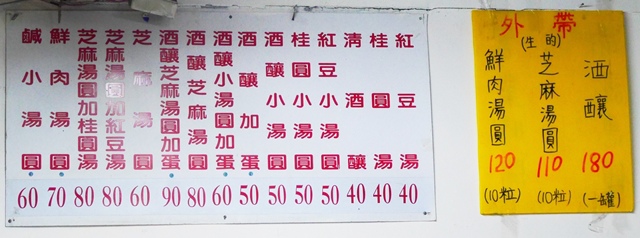 鹹小湯圓
鮮肉湯圓
芝麻湯圓加桂圓湯
芝麻湯圓加紅豆湯
芝麻湯圓
酒釀芝麻湯圓加蛋
酒釀芝麻湯圓
酒釀小湯圓加蛋
酒釀加蛋
酒釀小湯圓
桂圓小湯圓
紅豆小湯圓
清酒釀
桂圓湯
紅豆湯
60 70 80 80 60 90 80 60 50 50 50 50 40 40 40
外帶
(生的)
鮮肉湯圓
芝麻湯圓
洒釀
120 110 180
(10粒) (10粒) (一罐)